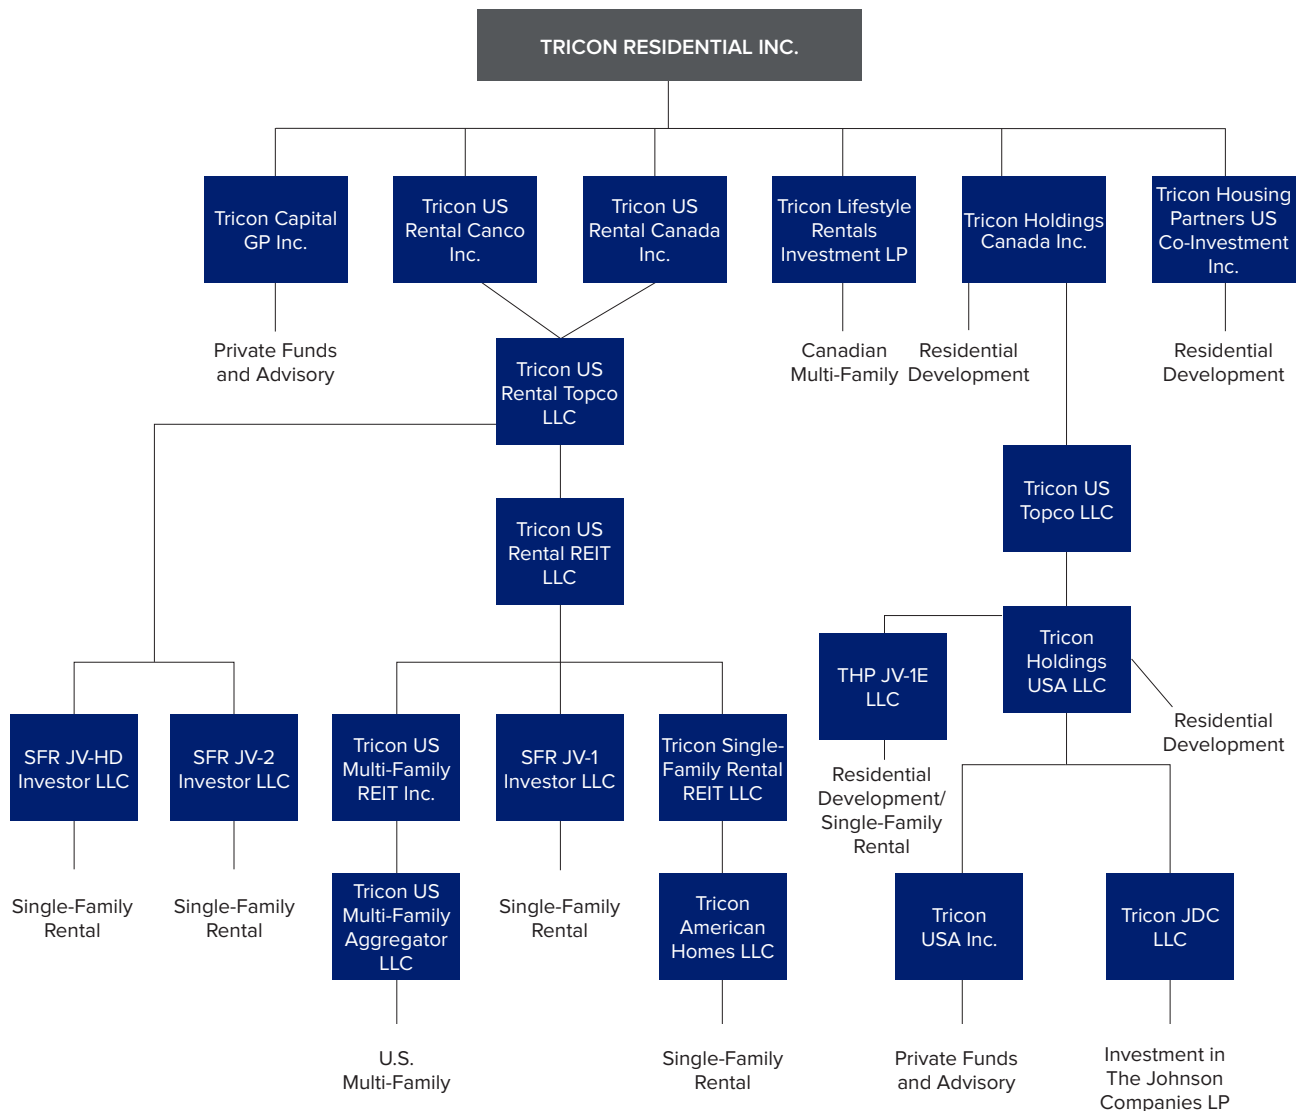 TRICON RESIDENTIAL INC.
Tricon Capital
GP Inc.
Tricon US
Rental Canco
Inc.
Tricon US
Rental Canada
Inc.
Tricon Lifestyle
Rentals
Investment LP
Tricon Holdings
Canada Inc.
Tricon Housing
Partners US
Co-Investment
Inc.
Private Funds
and Advisory
Canadian
Multi-Family
Residential
Development
Residential
Development
Tricon US
Rental Topco
LLC
Tricon US
Topco LLC
Tricon US
Rental REIT
LLC
Tricon
Holdings
USA LLC
THP JV-1E
LLC
Residential
Development
SFR JV-HD
Investor LLC
SFR JV-2
Investor LLC
Tricon US
Multi-Family
REIT Inc.
SFR JV-1
Investor LLC
Tricon Single-
Family Rental
REIT LLC
Residential
Development/
Single-Family
Rental
Single-Family
Rental
Single-Family
Rental
Tricon US
Multi-Family
Aggregator
LLC
Single-Family
Rental
Tricon
American
Homes LLC
Tricon
USA Inc.
Tricon JDC
LLC
U.S.
Multi-Family
Single-Family
Rental
Private Funds
and Advisory
Investment in
The Johnson
Companies LP